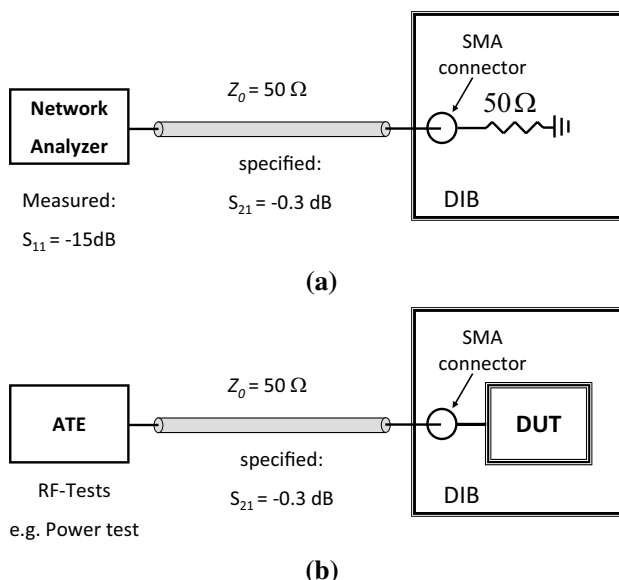 SMA
connector
Z₀ = 50 Ω
50Ω
Network
Analyzer
specified:
Measured:
S₂₁ = -0.3 dB
DIB
S₁₁ = -15dB
(a)
SMA
connector
Z₀ = 50 Ω
ATE
DUT
specified:
RF-Tests
S₂₁ = -0.3 dB
DIB
e.g. Power test
(b)